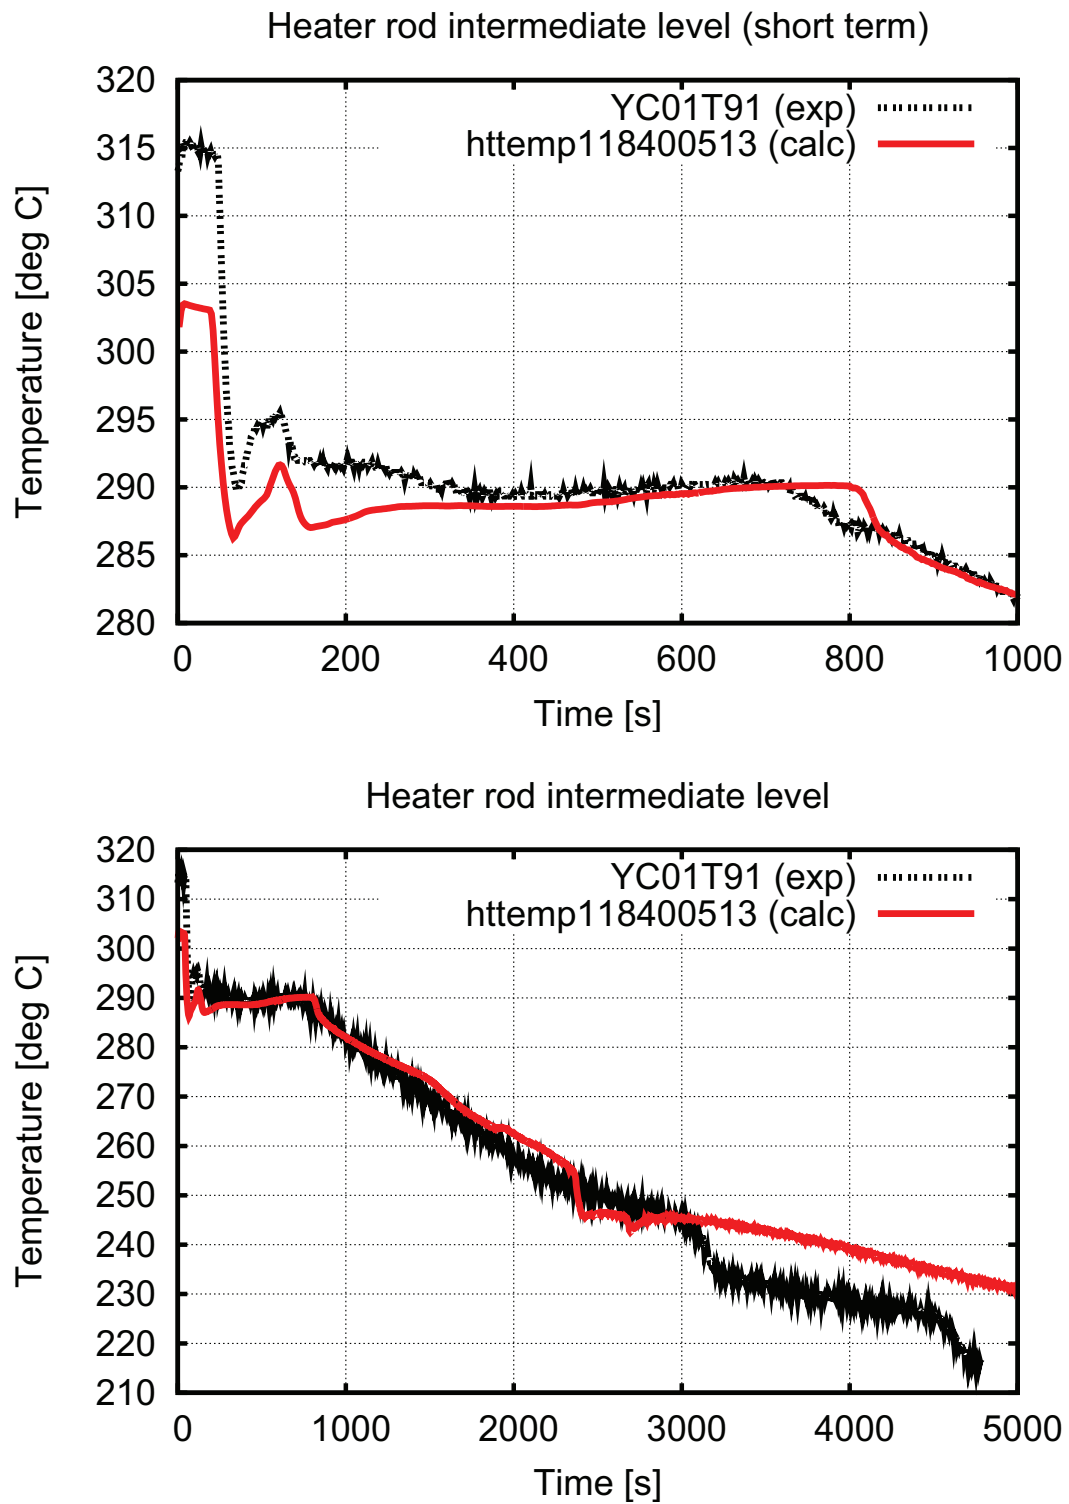 Heater rod intermediate level (short term)
320
315
310
305
300
295
290
285
280
Temperature [deg C]
YC01T91 (exp)
httemp118400513 (calc)
0 200 400 600 800 1000
Time [s]
Heater rod intermediate level
320
310
300
290
280
270
260
250
240
230
220
210
Temperature [deg C]
YC01T91 (exp)
httemp118400513 (calc)
0 1000 2000 3000 4000 5000
Time [s]